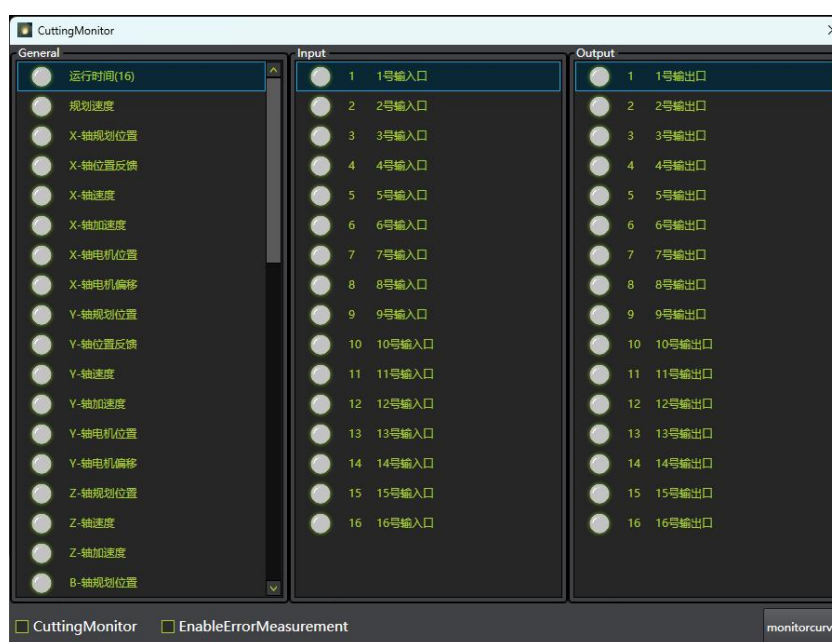 CuttingMonitor
General
运行时间(16)
规划速度
X-轴规划位置
X-轴位置反馈
X-轴速度
X-轴加速度
X-轴电机位置
X-轴电机偏移
Y-轴规划位置
Y-轴位置反馈
Y-轴速度
Y-轴加速度
Y-轴电机位置
Y-轴电机偏移
Z-轴规划位置
Z-轴速度
Z-轴加速度
B-轴规划位置
Input
1 1号输入口
2 2号输入口
3 3号输入口
4 4号输入口
5 5号输入口
6 6号输入口
7 7号输入口
8 8号输入口
9 9号输入口
10 10号输入口
11 11号输入口
12 12号输入口
13 13号输入口
14 14号输入口
15 15号输入口
16 16号输入口
Output
1 1号输出口
2 2号输出口
3 3号输出口
4 4号输出口
5 5号输出口
6 6号输出口
7 7号输出口
8 8号输出口
9 9号输出口
10 10号输出口
11 11号输出口
12 12号输出口
13 13号输出口
14 14号输出口
15 15号输出口
16 16号输出口
CuttingMonitor
EnableErrorMeasurement
monitorcurv